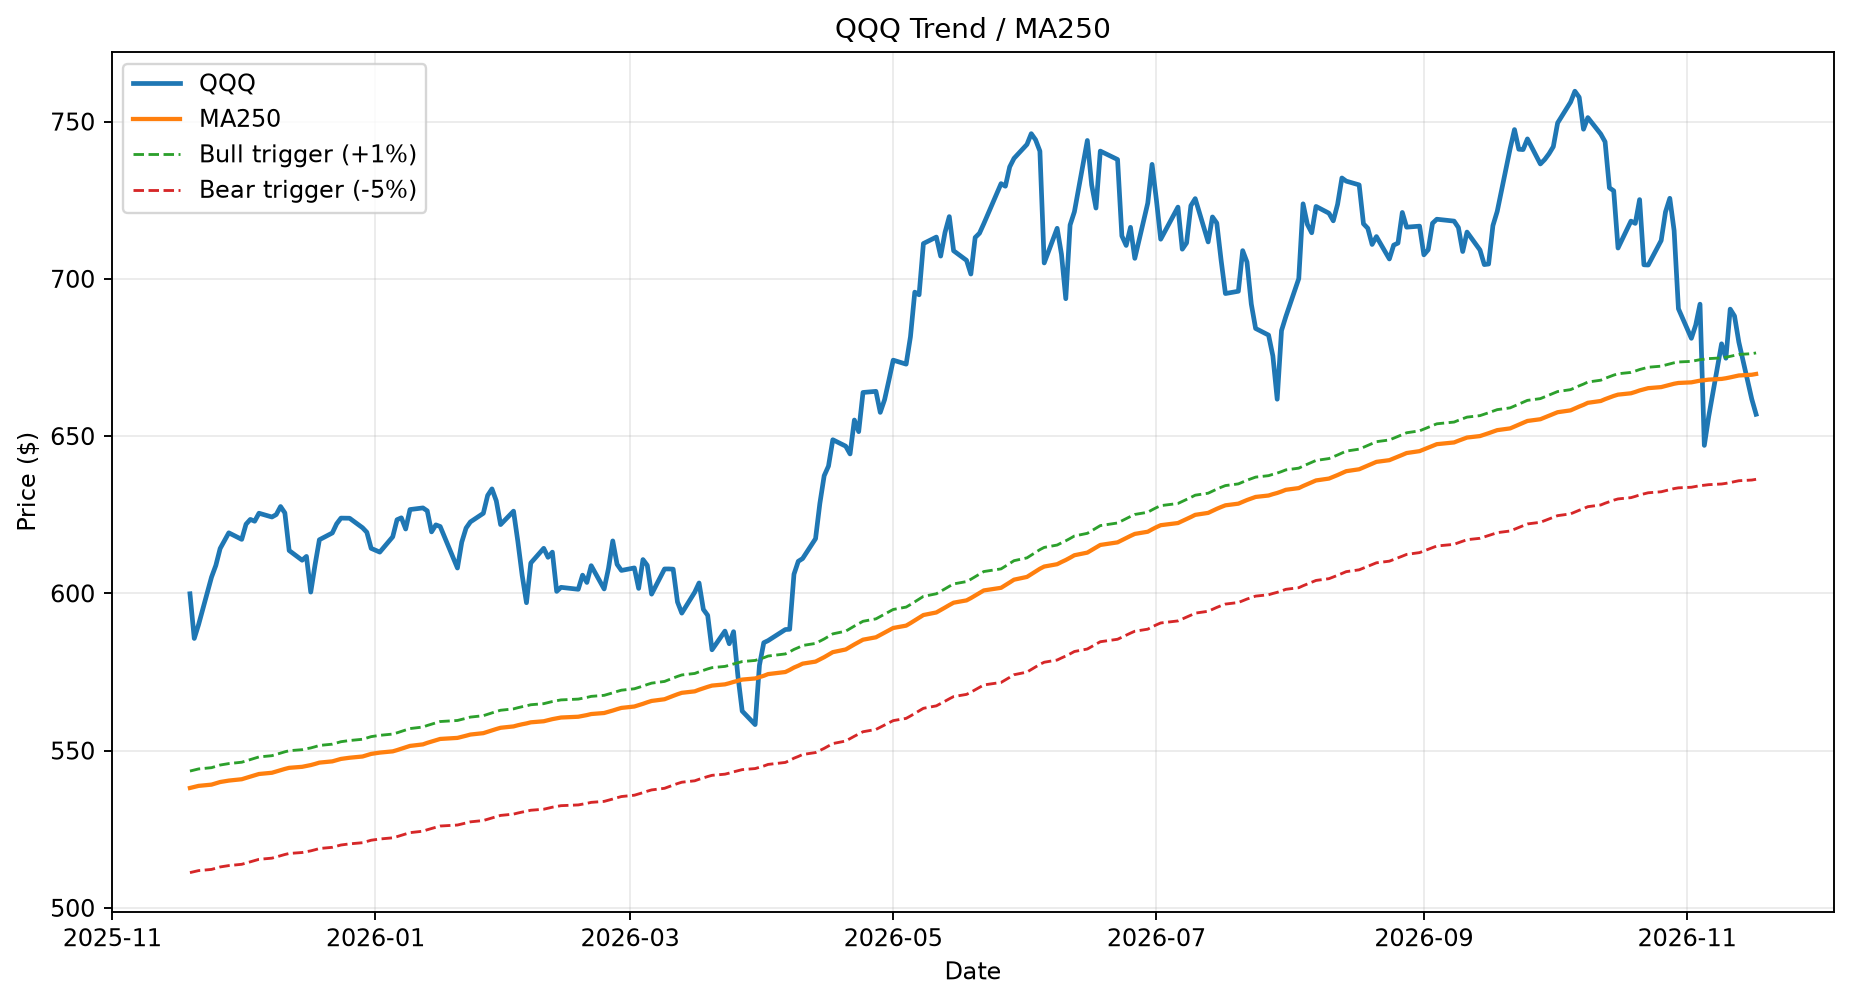 QQQ Trend / MA250
QQQ
MA250
Bull trigger (+1%)
Bear trigger (-5%)
Price ($)
750
700
650
600
550
500
2025-11
2026-01
2026-03
2026-05
2026-07
2026-09
2026-11
Date